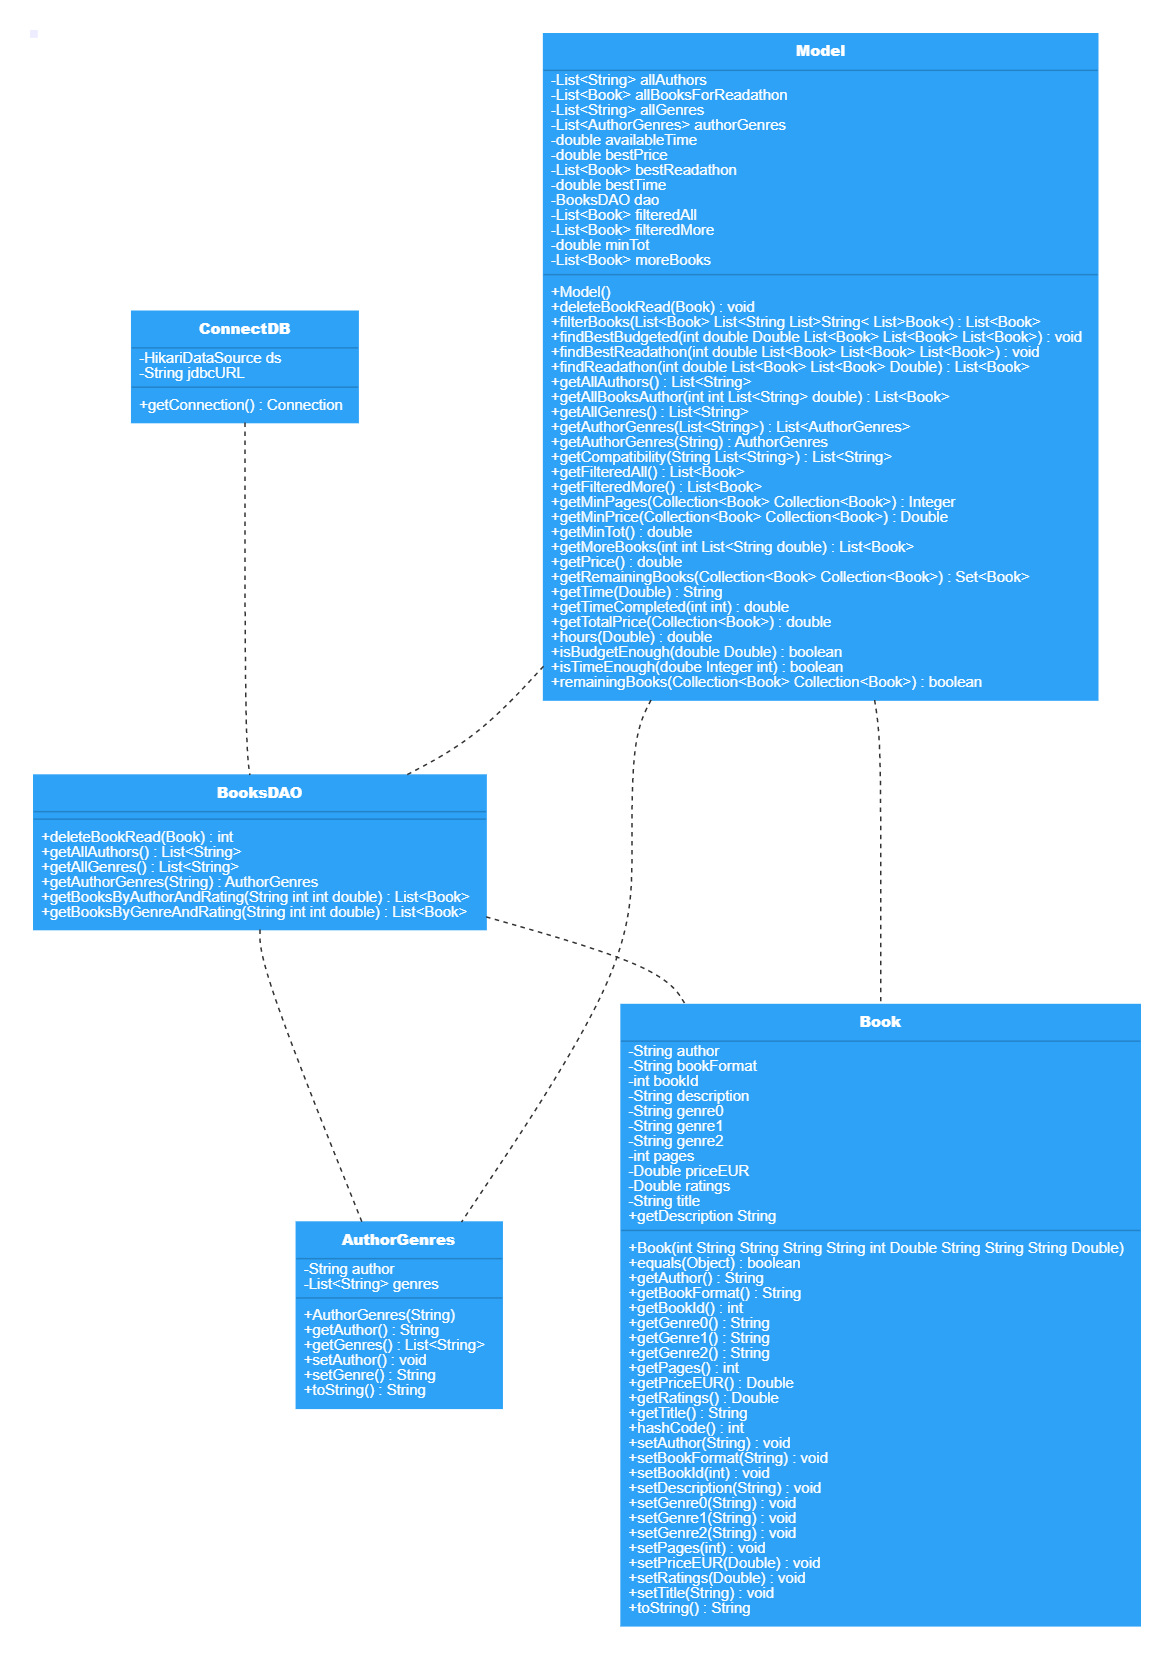 Model
-List<String> allAuthors
-List<Book> allBooksForReadathon
-List<String> allGenres
-List<AuthorGenres> authorGenres
-double availableTime
-double bestPrice
-List<Book> bestReadathon
-double bestTime
-BooksDAO dao
-List<Book> filteredAll
-List<Book> filteredMore
-double minTot
-List<Book> moreBooks
+Model()
+deleteBookRead(Book) : void
+filterBooks(List<Book> List<String List>String< List>Book<) : List<Book>
+findBestBudgeted(int double Double List<Book> List<Book> List<Book>) : void
+findBestReadathon(int double List<Book> List<Book> List<Book>) : void
+findReadathon(int double List<Book> List<Book> Double) : List<Book>
+getAllAuthors() : List<String>
+getAllBooksAuthor(int int List<String> double) : List<Book>
+getAllGenres() : List<String>
+getAuthorGenres(List<String>) : List<AuthorGenres>
+getAuthorGenres(String) : AuthorGenres
+getCompatibility(String List<String>) : List<String>
+getFilteredAll() : List<Book>
+getFilteredMore() : List<Book>
+getMinPages(Collection<Book> Collection<Book>) : Integer
+getMinPrice(Collection<Book> Collection<Book>) : Double
+getMinTot() : double
+getMoreBooks(int int List<String double) : List<Book>
+getPrice() : double
+getRemainingBooks(Collection<Book> Collection<Book>) : Set<Book>
+getTime(Double) : String
+getTimeCompleted(int int) : double
+getTotalPrice(Collection<Book>) : double
+hours(Double) : double
+isBudgetEnough(double Double) : boolean
+isTimeEnough(doube Integer int) : boolean
+remainingBooks(Collection<Book> Collection<Book>) : boolean
ConnectDB
-HikariDataSource ds
-String jdbcURL
+getConnection() : Connection
BooksDAO
+deleteBookRead(Book) : int
+getAllAuthors() : List<String>
+getAllGenres() : List<String>
+getAuthorGenres(String) : AuthorGenres
+getBooksByAuthorAndRating(String int int double) : List<Book>
+getBooksByGenreAndRating(String int int double) : List<Book>
Book
-String author
-String bookFormat
-int bookId
-String description
-String genre0
-String genre1
-String genre2
-int pages
-Double priceEUR
-Double ratings
-String title
+getDescription String
+Book(int String String String String int Double String String String Double)
+equals(Object) : boolean
+getAuthor() : String
+getBookFormat() : String
+getBookId() : int
+getGenre0() : String
+getGenre1() : String
+getGenre2() : String
+getPages() : int
+getPriceEUR() : Double
+getRatings() : Double
+getTitle() : String
+hashCode() : int
+setAuthor(String) : void
+setBookFormat(String) : void
+setBookId(int) : void
+setDescription(String) : void
+setGenre0(String) : void
+setGenre1(String) : void
+setGenre2(String) : void
+setPages(int) : void
+setPriceEUR(Double) : void
+setRatings(Double) : void
+setTitle(String) : void
+toString() : String
AuthorGenres
-String author
-List<String> genres
+AuthorGenres(String)
+getAuthor() : String
+getGenres() : List<String>
+setAuthor() : void
+setGenre() : String
+toString() : String